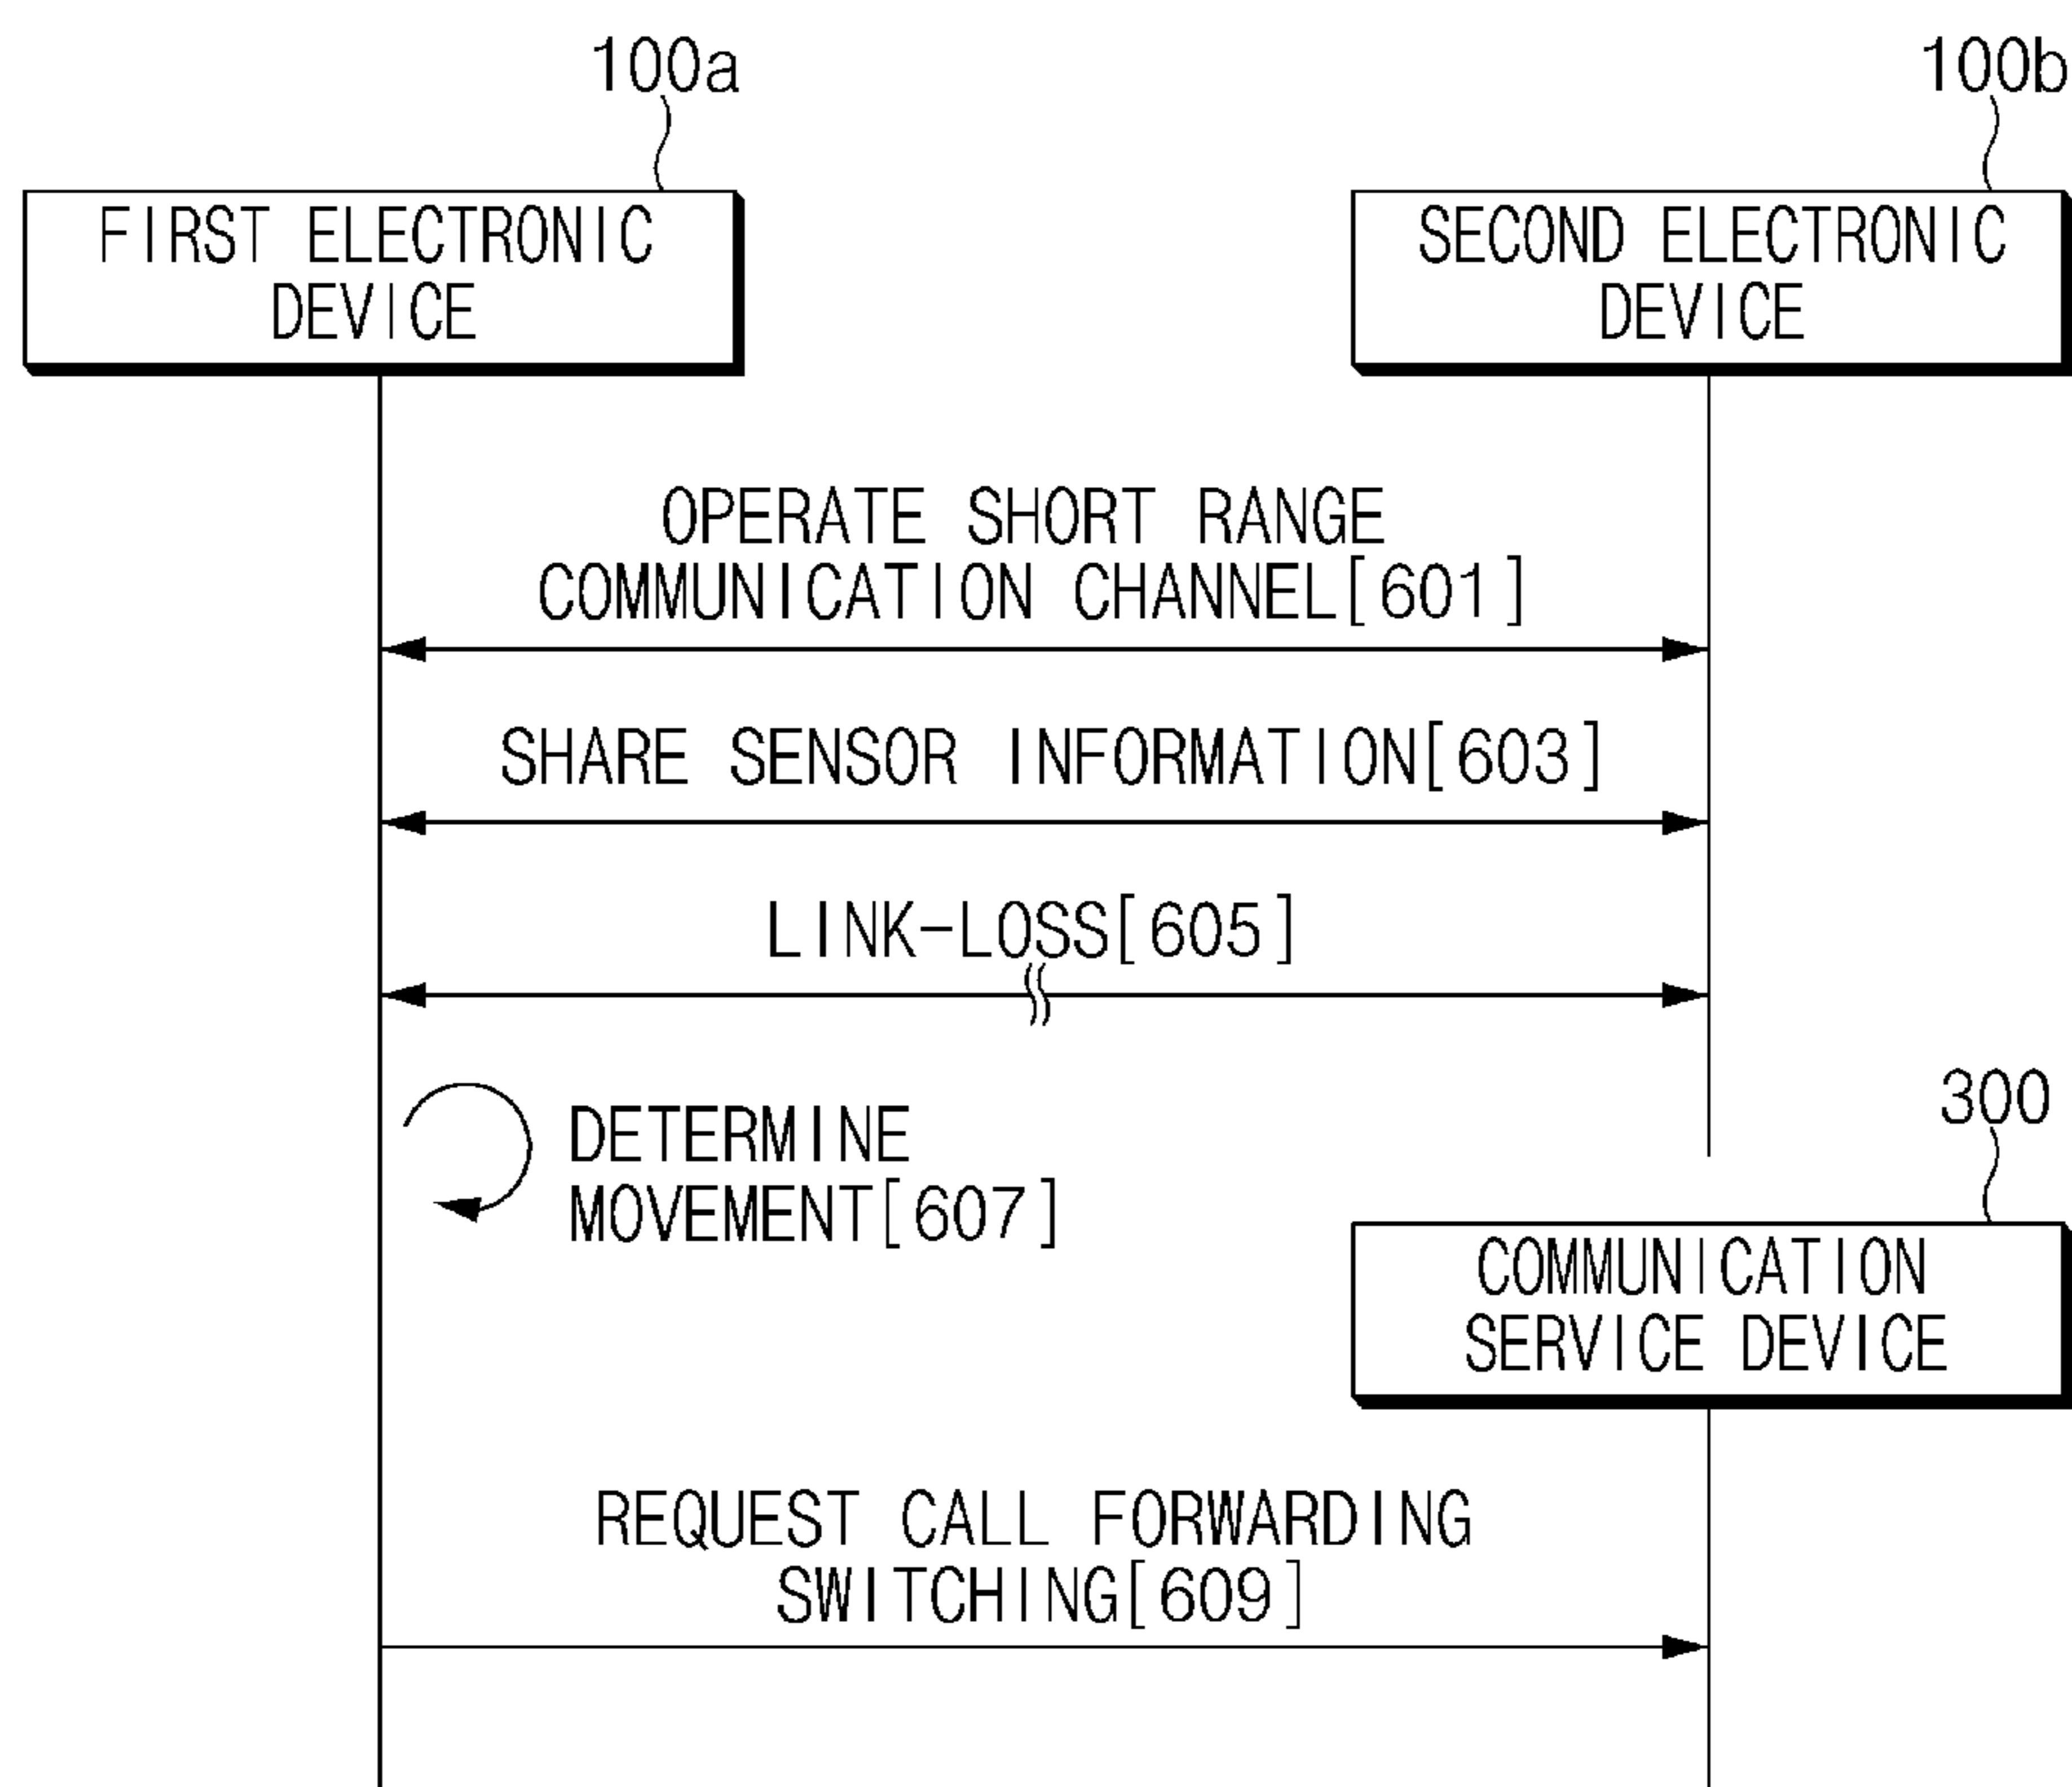 100a
100b
FIRST ELECTRONIC
DEVICE
SECOND ELECTRONIC
DEVICE
OPERATE SHORT RANGE
COMMUNICATION CHANNEL[601]
SHARE SENSOR INFORMATION[603]
LINK-LOSS[605]
DETERMINE
MOVEMENT[607]
300
COMMUNICATION
SERVICE DEVICE
REQUEST CALL FORWARDING
SWITCHING[609]